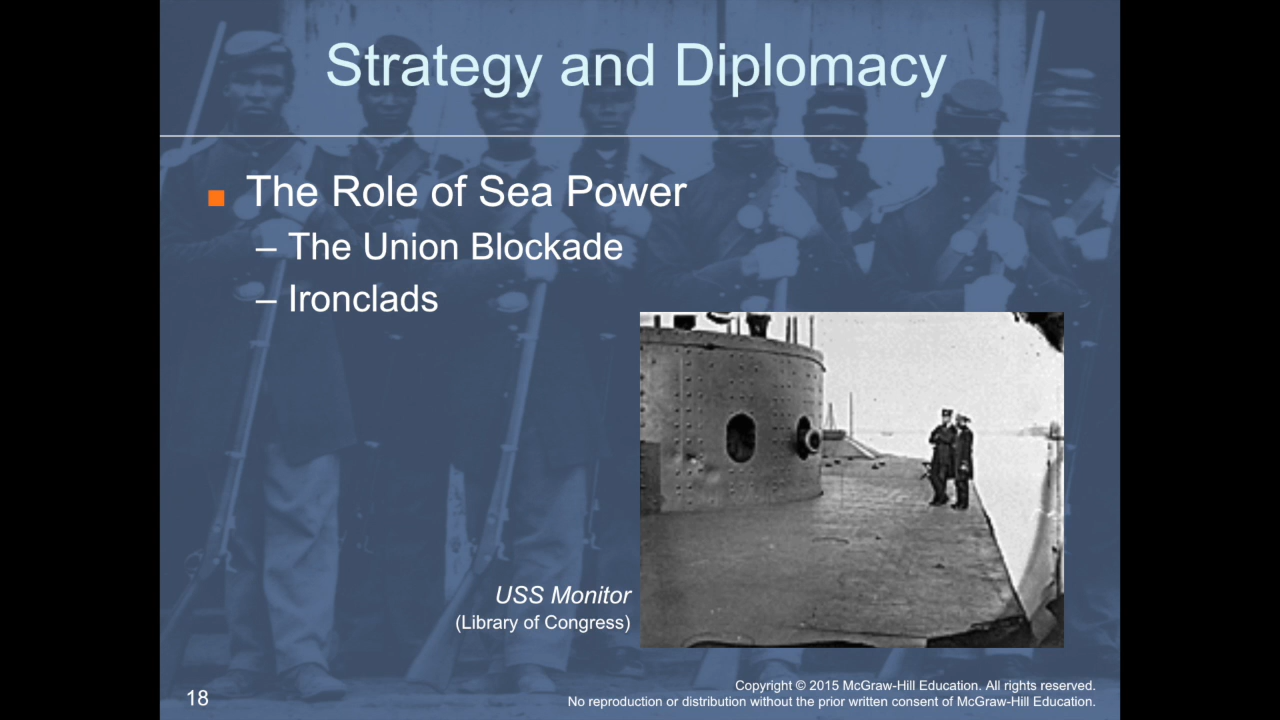 Strategy and Diplomacy
■ The Role of Sea Power
– The Union Blockade
– Ironclads
USS Monitor
(Library of Congress)
18
Copyright © 2015 McGraw-Hill Education. All rights reserved.
No reproduction or distribution without the prior written consent of McGraw-Hill Education.